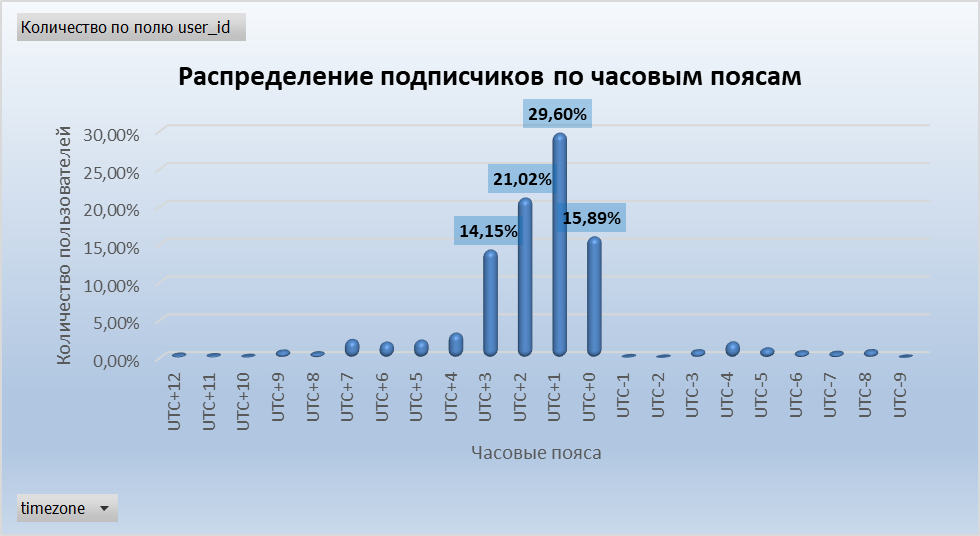 Количество по полю user_id
Распределение подписчиков по часовым поясам
Количество пользователей
30,00%
25,00%
20,00%
15,00%
10,00%
5,00%
0,00%
29,60%
21,02%
15,89%
14,15%
UTC+12
UTC+11
UTC+10
UTC+9
UTC+8
UTC+7
UTC+6
UTC+5
UTC+4
UTC+3
UTC+2
UTC+1
UTC+0
UTC-1
UTC-2
UTC-3
UTC-4
UTC-5
UTC-6
UTC-7
UTC-8
UTC-9
Часовые пояса
timezone